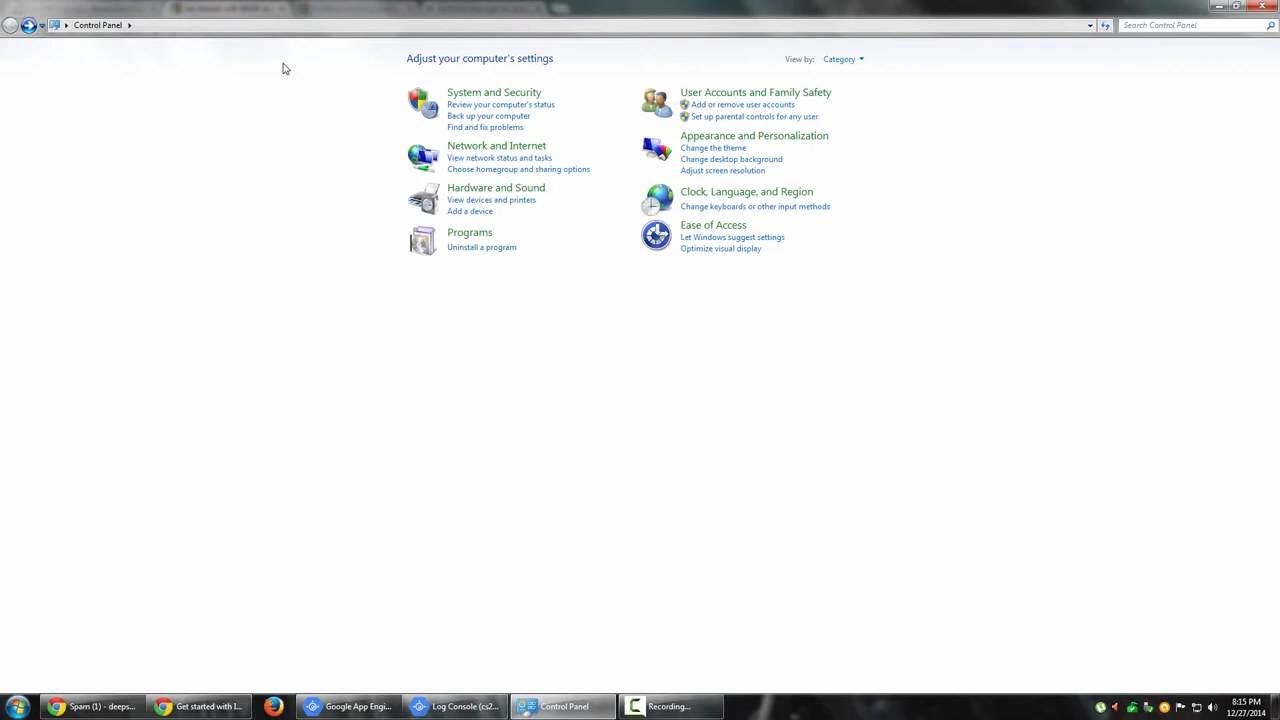 Control Panel
Search Control Panel
Adjust your computer's settings
View by: Category
System and Security
Review your computer's status
Back up your computer
Find and fix problems
Network and Internet
View network status and tasks
Choose homegroup and sharing options
Hardware and Sound
View devices and printers
Add a device
Programs
Uninstall a program
User Accounts and Family Safety
Add or remove user accounts
Set up parental controls for any user
Appearance and Personalization
Change the theme
Change desktop background
Adjust screen resolution
Clock, Language, and Region
Change keyboards or other input methods
Ease of Access
Let Windows suggest settings
Optimize visual display
Spam (1) - deeps...
Get started with I...
Google App Engi...
Log Console (cs2...
Control Panel
Recording...
8:15 PM
12/27/2014